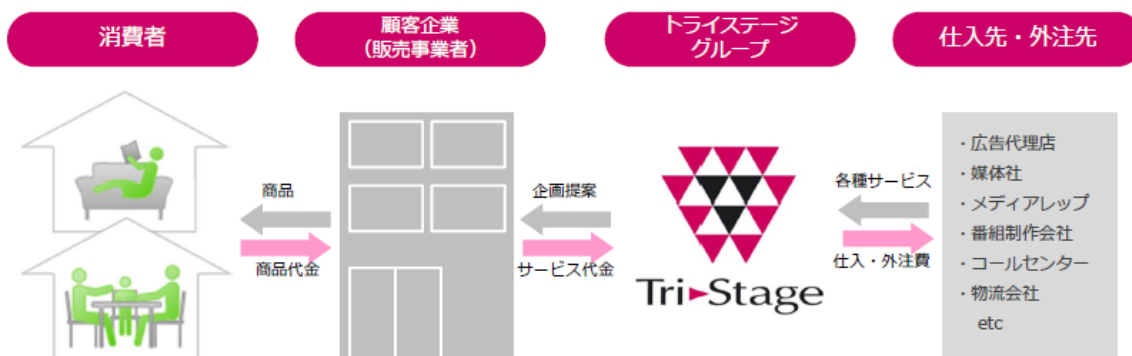 消費者
顧客企業
（販売事業者）
トライステージ
グループ
仕入先・外注先
商品
商品代金
企画提案
サービス代金
Tri-Stage
各種サービス
仕入・外注費
・広告代理店
・媒体社
・メディアレップ
・番組制作会社
・コールセンター
・物流会社
etc